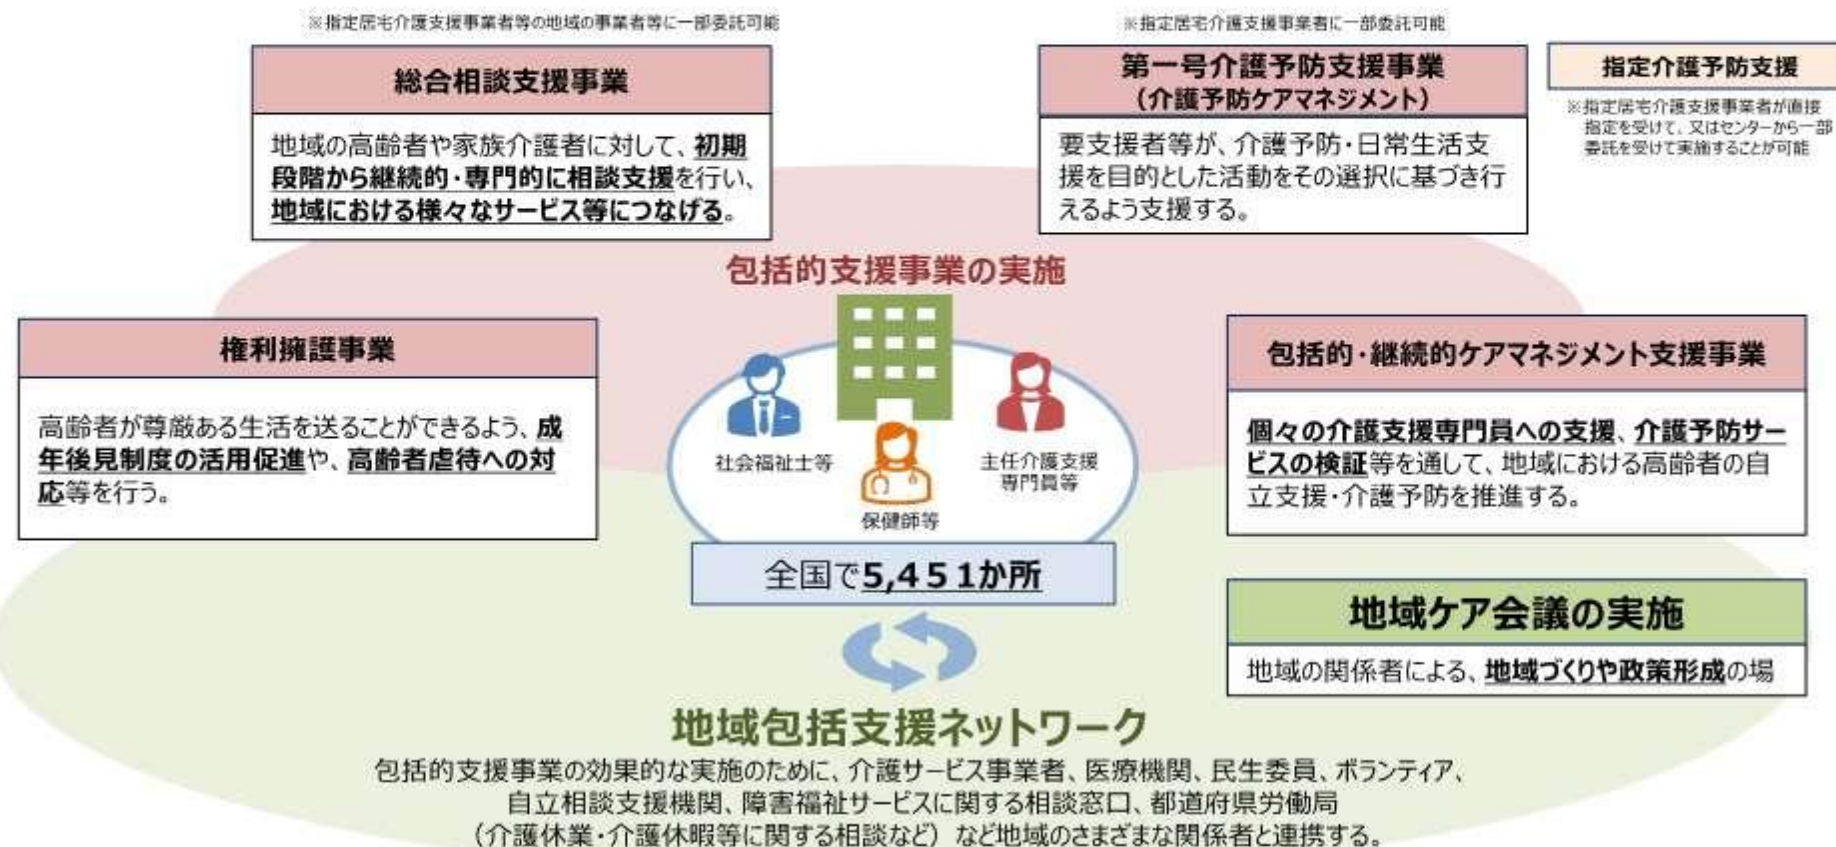 ※指定居宅介護支援事業者等の地域の事業者等に一部委託可能
総合相談支援事業
地域の高齢者や家族介護者に対して、初期
段階から継続的・専門的に相談支援を行い、
地域における様々なサービス等につなげる。
※指定居宅介護支援事業者に一部委託可能
第一号介護予防支援事業
(介護予防ケアマネジメント)
要支援者等が、介護予防・日常生活支
援を目的とした活動をその選択に基づき行
えるよう支援する。
指定介護予防支援
※指定居宅介護支援事業者が直接
指定を受けて、又はセンターから一部
委託を受けて実施することが可能
包括的支援事業の実施
権利擁護事業
高齢者が尊厳ある生活を送ることができるよう、成
年後見制度の活用促進や、高齢者虐待への対
応等を行う。
社会福祉士等
保健師等
主任介護支援
専門員等
全国で5,451か所
包括的・継続的ケアマネジメント支援事業
個々の介護支援専門員への支援、介護予防サー
ビスの検証等を通して、地域における高齢者の自
立支援・介護予防を推進する。
地域ケア会議の実施
地域の関係者による、地域づくりや政策形成の場
地域包括支援ネットワーク
包括的支援事業の効果的な実施のために、介護サービス事業者、医療機関、民生委員、ボランティア、
自立相談支援機関、障害福祉サービスに関する相談窓口、都道府県労働局
(介護休業・介護休暇等に関する相談など)など地域のさまざまな関係者と連携する。